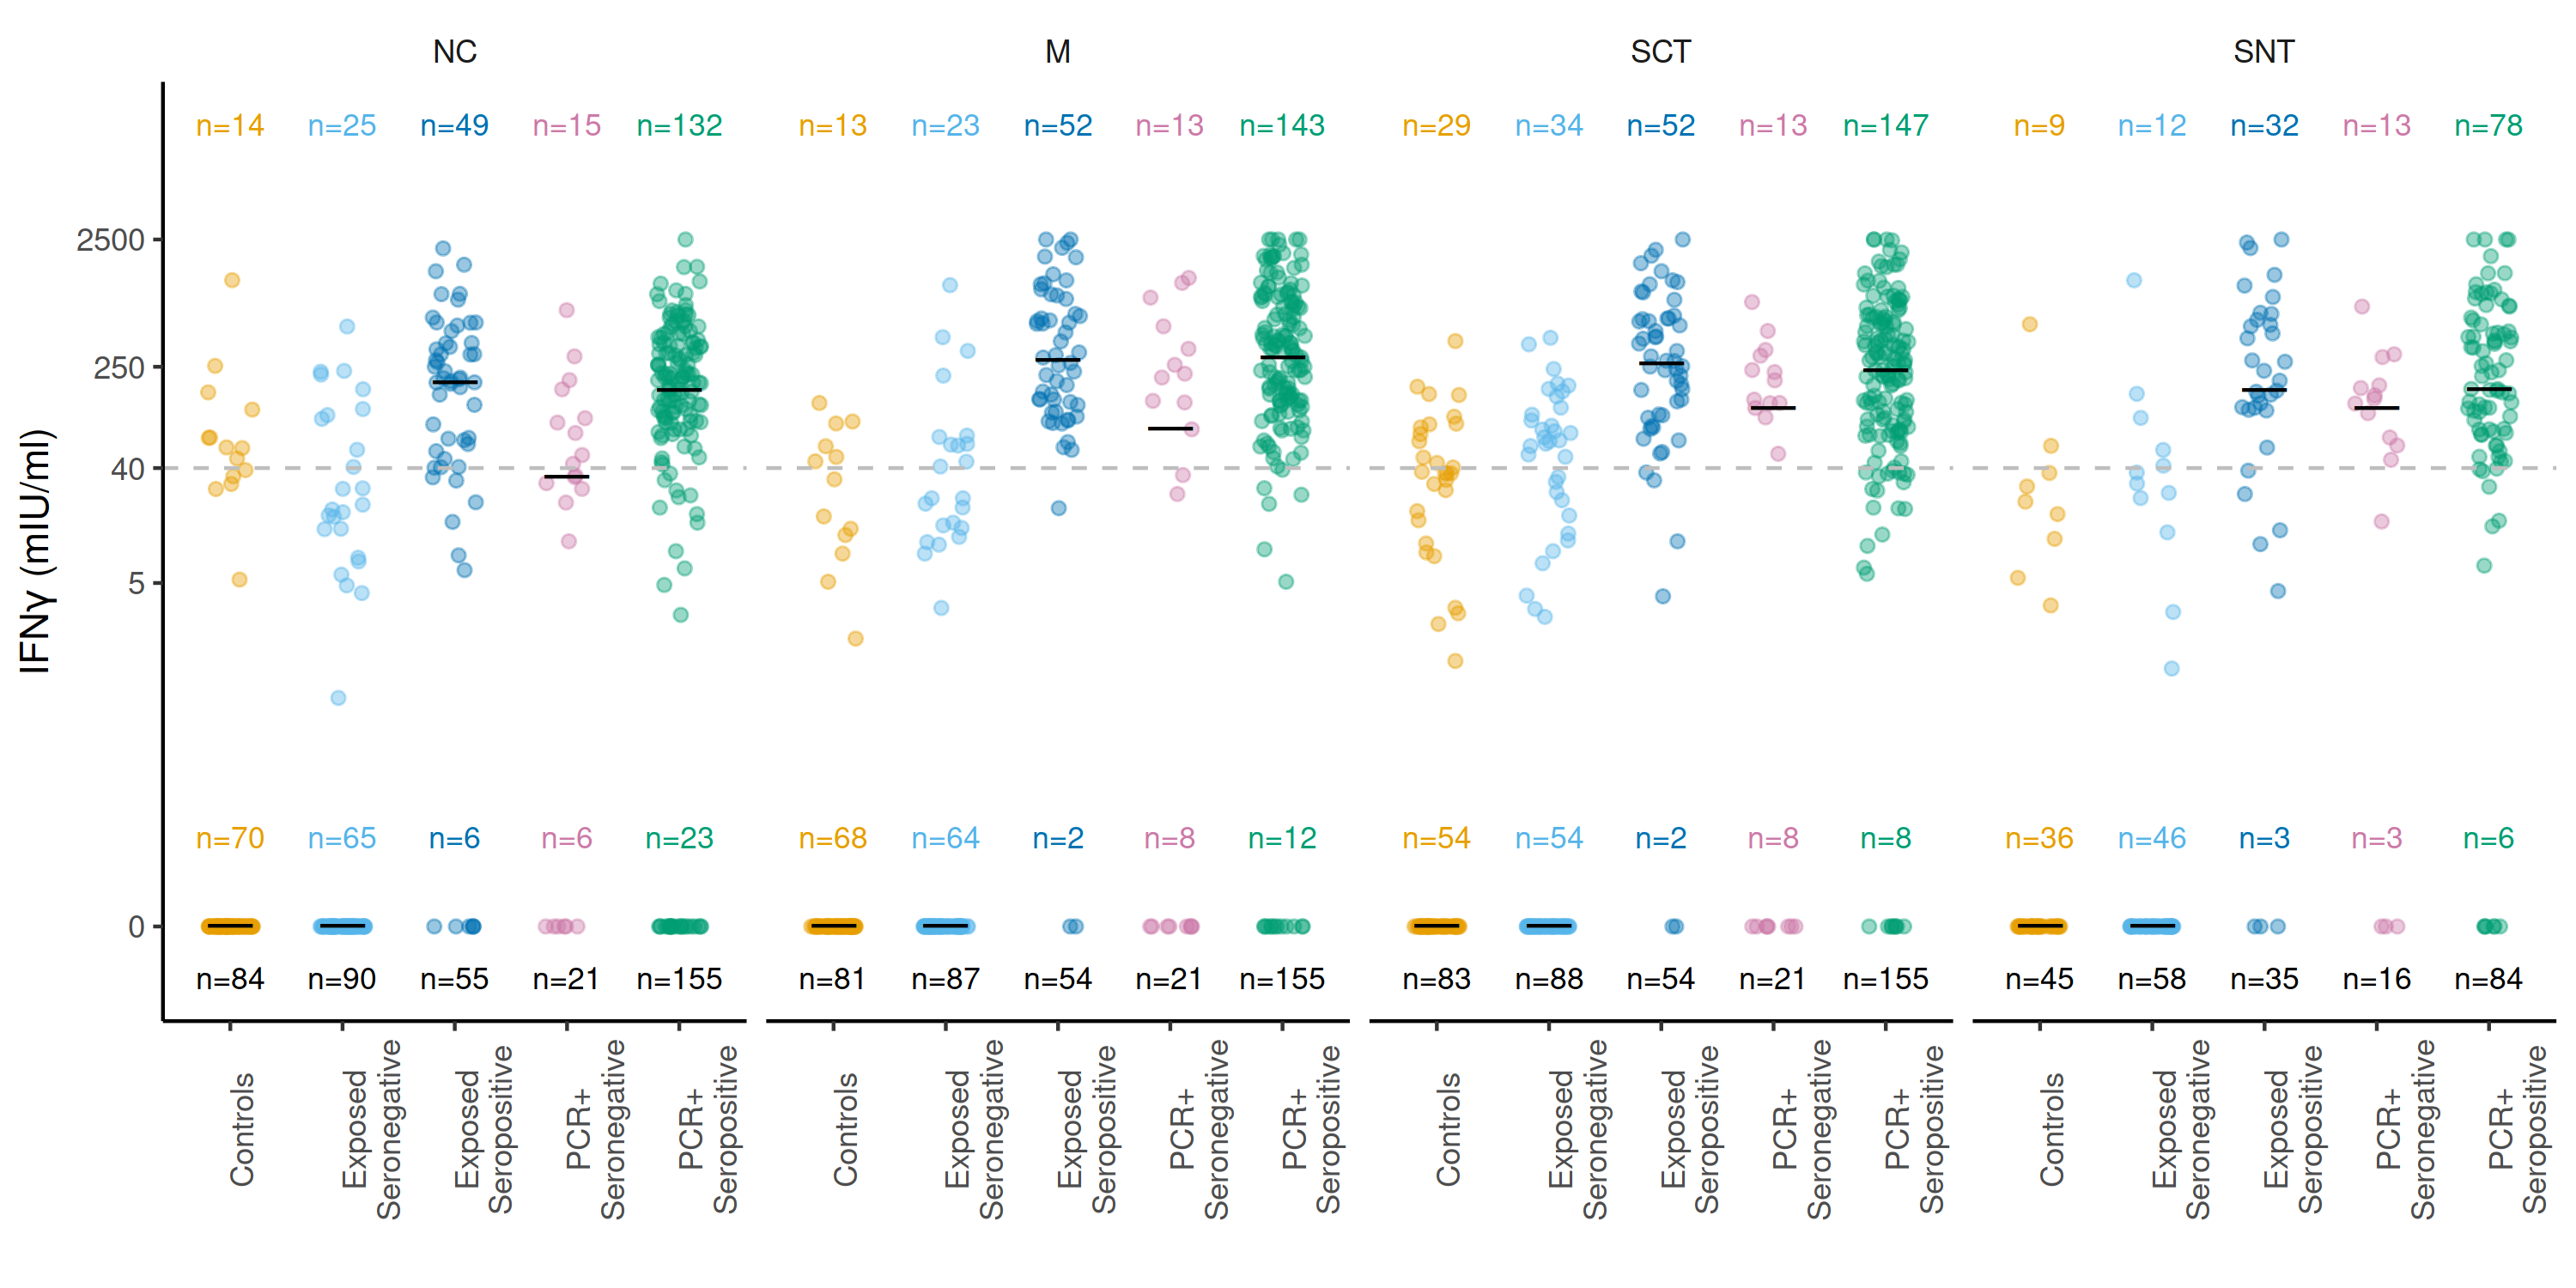 NC M SCT SNT
n=14 n=25 n=49 n=15 n=132 n=13 n=23 n=52 n=13 n=143 n=29 n=34 n=52 n=13 n=147 n=9 n=12 n=32 n=13 n=78
IFNγ (mIU/ml)
2500
250
40
5
0
n=70 n=65 n=6 n=6 n=23 n=68 n=64 n=2 n=8 n=12 n=54 n=54 n=2 n=8 n=8 n=36 n=46 n=3 n=3 n=6
n=84 n=90 n=55 n=21 n=155 n=81 n=87 n=54 n=21 n=155 n=83 n=88 n=54 n=21 n=155 n=45 n=58 n=35 n=16 n=84
Controls
Exposed
Seronegative
Exposed
Seropositive
PCR+
Seronegative
PCR+
Seropositive
Controls
Exposed
Seronegative
Exposed
Seropositive
PCR+
Seronegative
PCR+
Seropositive
Controls
Exposed
Seronegative
Exposed
Seropositive
PCR+
Seronegative
PCR+
Seropositive
Controls
Exposed
Seronegative
Exposed
Seropositive
PCR+
Seronegative
PCR+
Seropositive